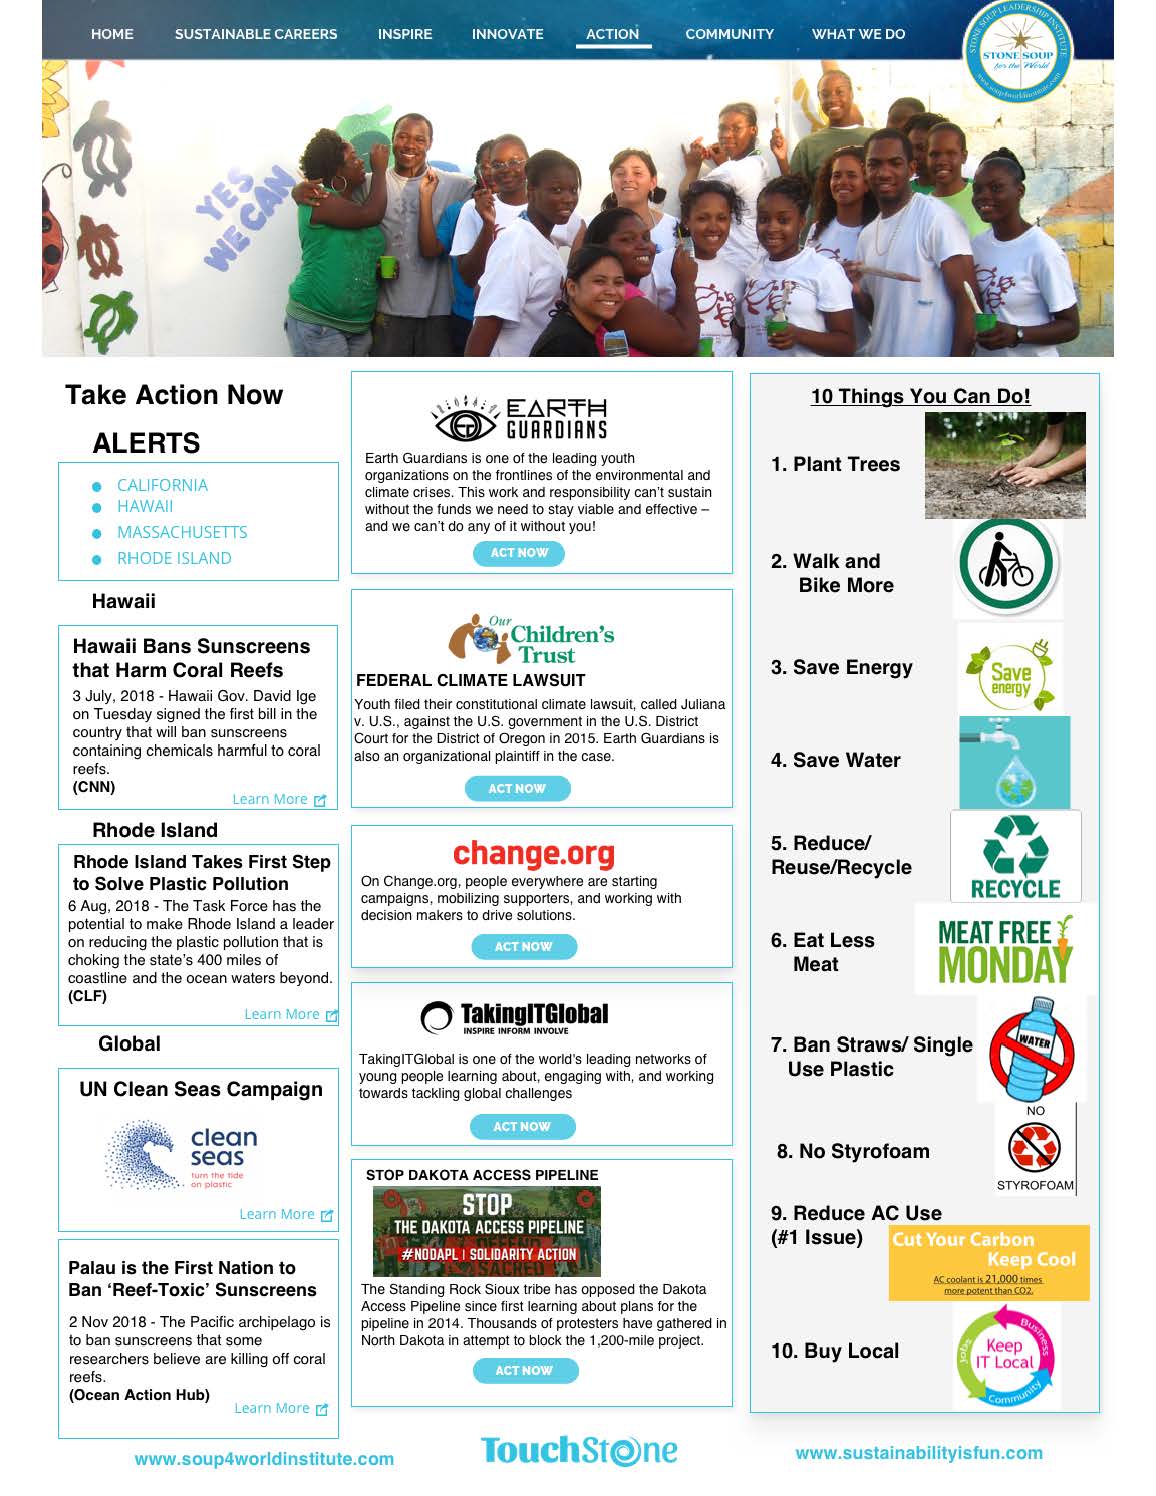 HOME SUSTAINABLE CAREERS INSPIRE INNOVATE ACTION COMMUNITY WHAT WE DO
STONE SOUP LEADERSHIP INSTITUTE
STONE SOUP
for the World
www.soup4worldinstitute.com
YES
WE CAN
Take Action Now
ALERTS
CALIFORNIA
HAWAII
MASSACHUSETTS
RHODE ISLAND
Hawaii
Hawaii Bans Sunscreens
that Harm Coral Reefs
3 July, 2018 - Hawaii Gov. David Ige
on Tuesday signed the first bill in the
country that will ban sunscreens
containing chemicals harmful to coral
reefs.
(CNN)
Learn More
Rhode Island
Rhode Island Takes First Step
to Solve Plastic Pollution
6 Aug, 2018 - The Task Force has the
potential to make Rhode Island a leader
on reducing the plastic pollution that is
choking the state's 400 miles of
coastline and the ocean waters beyond.
(CLF)
Learn More
Global
UN Clean Seas Campaign
clean
seas
turn the tide
on plastic
Learn More
Palau is the First Nation to
Ban ‘Reef-Toxic’ Sunscreens
2 Nov 2018 - The Pacific archipelago is
to ban sunscreens that some
researchers believe are killing off coral
reefs.
(Ocean Action Hub)
Learn More
EARTH
GUARDIANS
Earth Guardians is one of the leading youth
organizations on the frontlines of the environmental and
climate crises. This work and responsibility can't sustain
without the funds we need to stay viable and effective –
and we can't do any of it without you!
ACT NOW
Our
Children's
Trust
FEDERAL CLIMATE LAWSUIT
Youth filed their constitutional climate lawsuit, called Juliana
v. U.S., against the U.S. government in the U.S. District
Court for the District of Oregon in 2015. Earth Guardians is
also an organizational plaintiff in the case.
ACT NOW
change.org
On Change.org, people everywhere are starting
campaigns, mobilizing supporters, and working with
decision makers to drive solutions.
ACT NOW
TakingITGlobal
INSPIRE INFORM INVOLVE
TakingITGlobal is one of the world's leading networks of
young people learning about, engaging with, and working
towards tackling global challenges
ACT NOW
STOP DAKOTA ACCESS PIPELINE
STOP
THE DAKOTA ACCESS PIPELINE
#NODAPL | SOLIDARITY ACTION
DEFEND
SACRED
The Standing Rock Sioux tribe has opposed the Dakota
Access Pipeline since first learning about plans for the
pipeline in 2014. Thousands of protesters have gathered in
North Dakota in attempt to block the 1,200-mile project.
ACT NOW
10 Things You Can Do!
1. Plant Trees
2. Walk and
Bike More
3. Save Energy
Save
energy
4. Save Water
5. Reduce/
Reuse/Recycle
RECYCLE
6. Eat Less
Meat
MEAT FREE
MONDAY
7. Ban Straws/ Single
Use Plastic
WATER
8. No Styrofoam
NO
STYROFOAM
9. Reduce AC Use
(#1 Issue)
Cut Your Carbon
Keep Cool
AC coolant is 21,000 times
more potent than CO2.
10. Buy Local
Keep
IT Local
Jobs
Business
Community
www.soup4worldinstitute.com
TouchStone
www.sustainabilityisfun.com